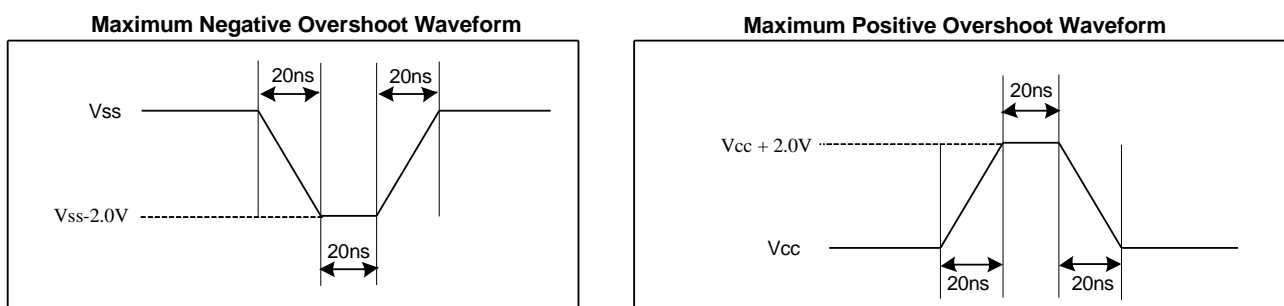 Maximum Negative Overshoot Waveform
20ns
20ns
Vss
Vss-2.0V
20ns
Maximum Positive Overshoot Waveform
20ns
Vcc + 2.0V
Vcc
20ns
20ns